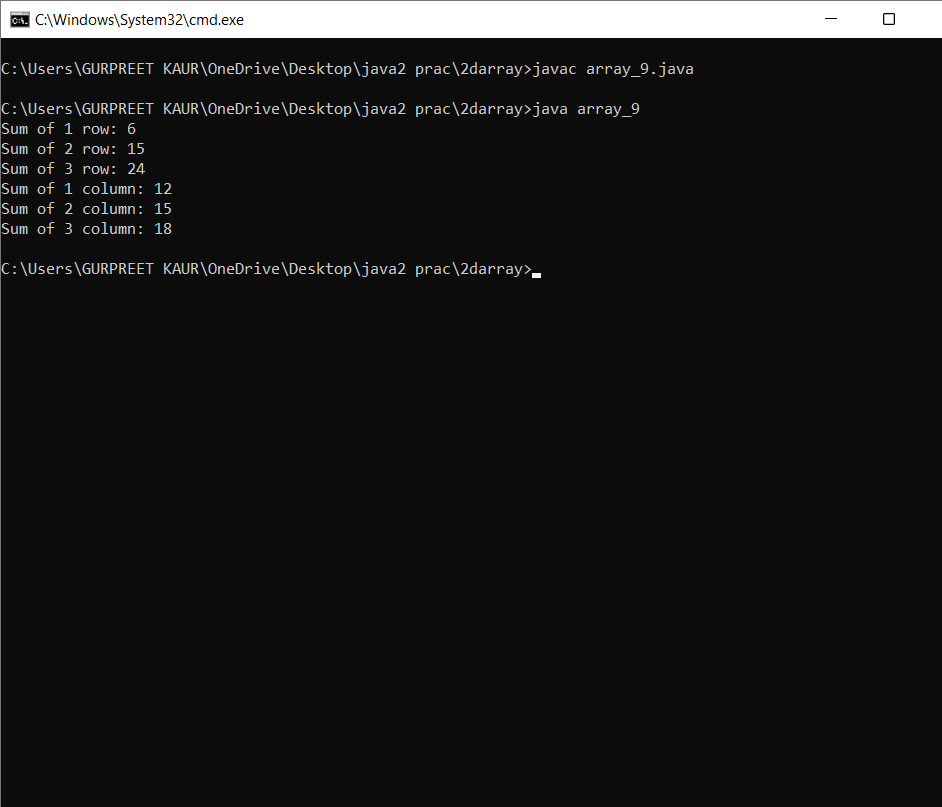 C:\Windows\System32\cmd.exe
C:\Users\GURPREET KAUR\OneDrive\Desktop\java2 prac\2darray>javac array_9.java
C:\Users\GURPREET KAUR\OneDrive\Desktop\java2 prac\2darray>java array_9
Sum of 1 row: 6
Sum of 2 row: 15
Sum of 3 row: 24
Sum of 1 column: 12
Sum of 2 column: 15
Sum of 3 column: 18
C:\Users\GURPREET KAUR\OneDrive\Desktop\java2 prac\2darray>